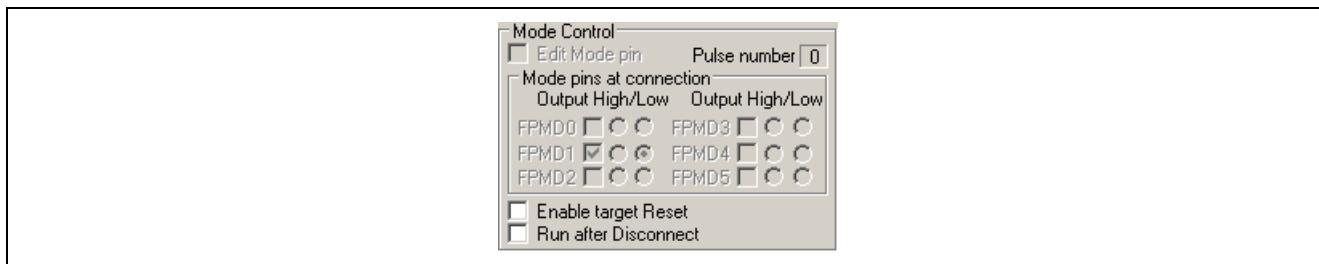 Mode Control
Edit Mode pin Pulse number 0
Mode pins at connection
Output High/Low Output High/Low
FPMD0 FPMD3
FPMD1 FPMD4
FPMD2 FPMD5
Enable target Reset
Run after Disconnect